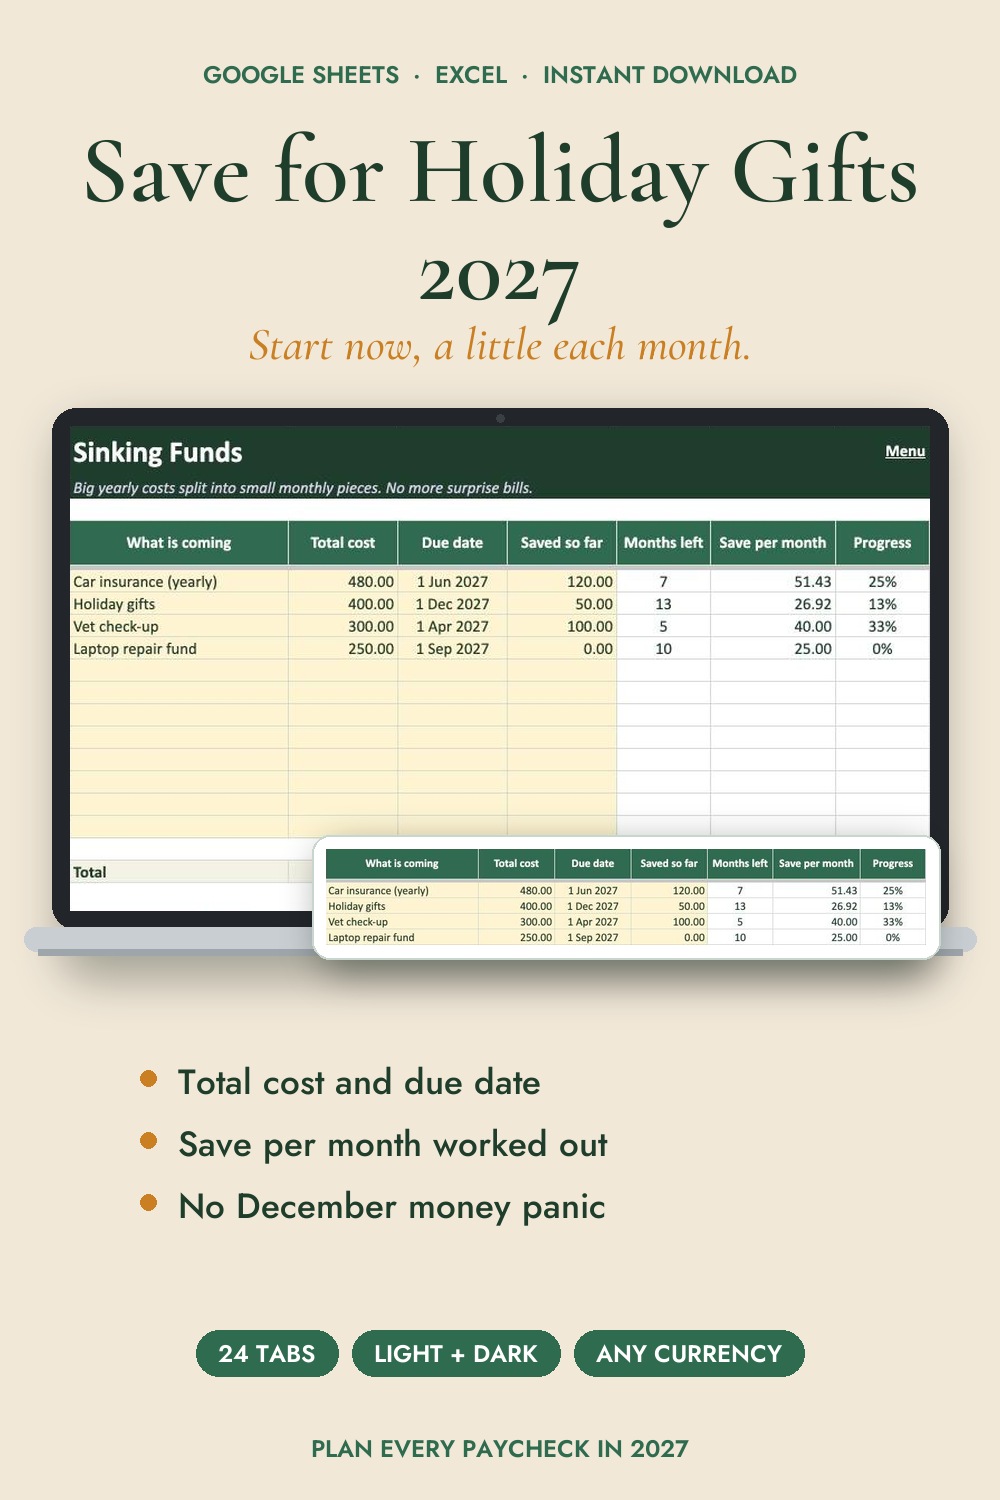 GOOGLE SHEETS · EXCEL · INSTANT DOWNLOAD
Save for Holiday Gifts
2027
Start now, a little each month.
Sinking Funds Menu
Big yearly costs split into small monthly pieces. No more surprise bills.
What is coming Total cost Due date Saved so far Months left Save per month Progress
Car insurance (yearly) 480.00 1 Jun 2027 120.00 7 51.43 25%
Holiday gifts 400.00 1 Dec 2027 50.00 13 26.92 13%
Vet check-up 300.00 1 Apr 2027 100.00 5 40.00 33%
Laptop repair fund 250.00 1 Sep 2027 0.00 10 25.00 0%
Total
What is coming Total cost Due date Saved so far Months left Save per month Progress
Car insurance (yearly) 480.00 1 Jun 2027 120.00 7 51.43 25%
Holiday gifts 400.00 1 Dec 2027 50.00 13 26.92 13%
Vet check-up 300.00 1 Apr 2027 100.00 5 40.00 33%
Laptop repair fund 250.00 1 Sep 2027 0.00 10 25.00 0%
Total cost and due date
Save per month worked out
No December money panic
24 TABS LIGHT + DARK ANY CURRENCY
PLAN EVERY PAYCHECK IN 2027